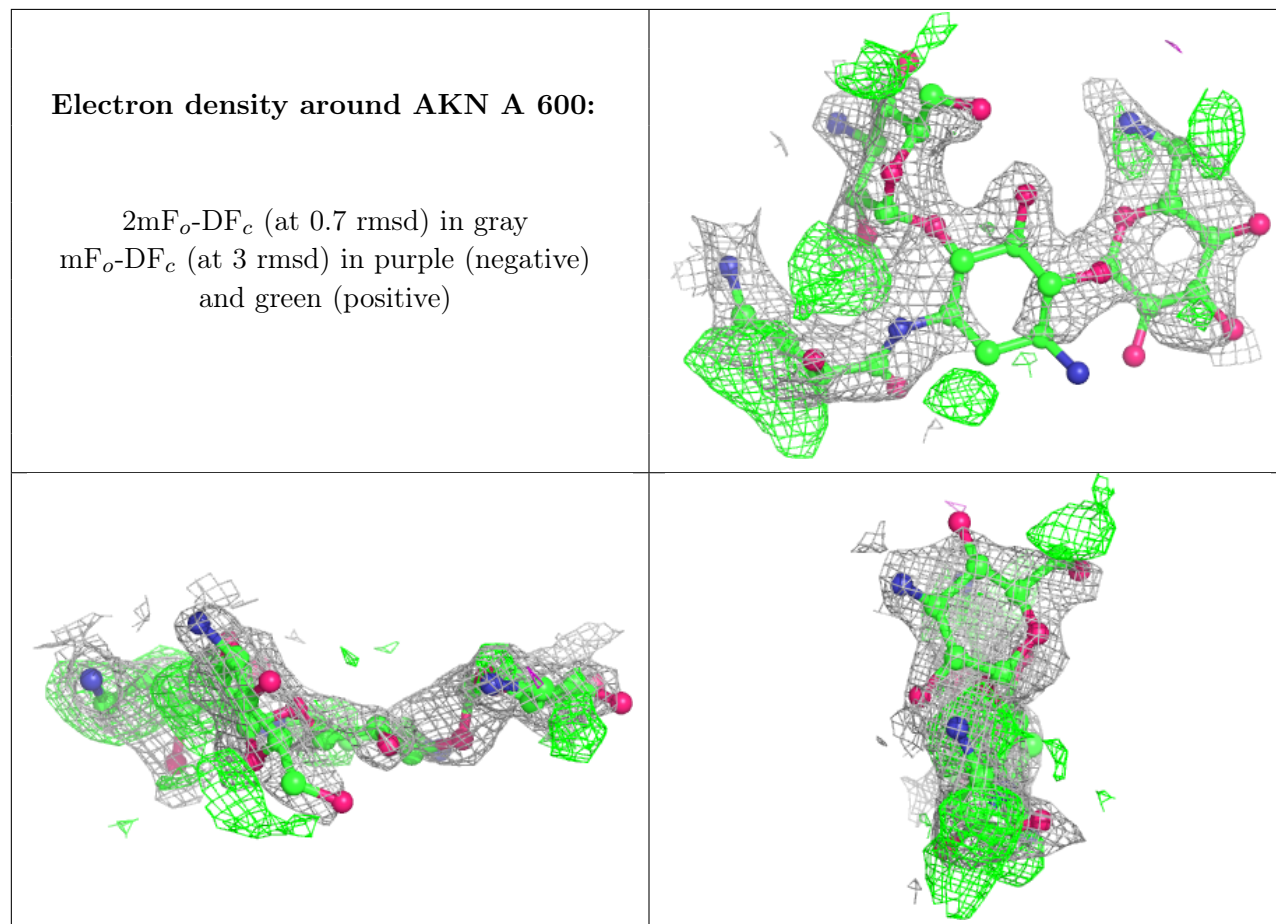 Electron density around AKN A 600:
2mFo-DFc (at 0.7 rmsd) in gray
mFo-DFc (at 3 rmsd) in purple (negative)
and green (positive)